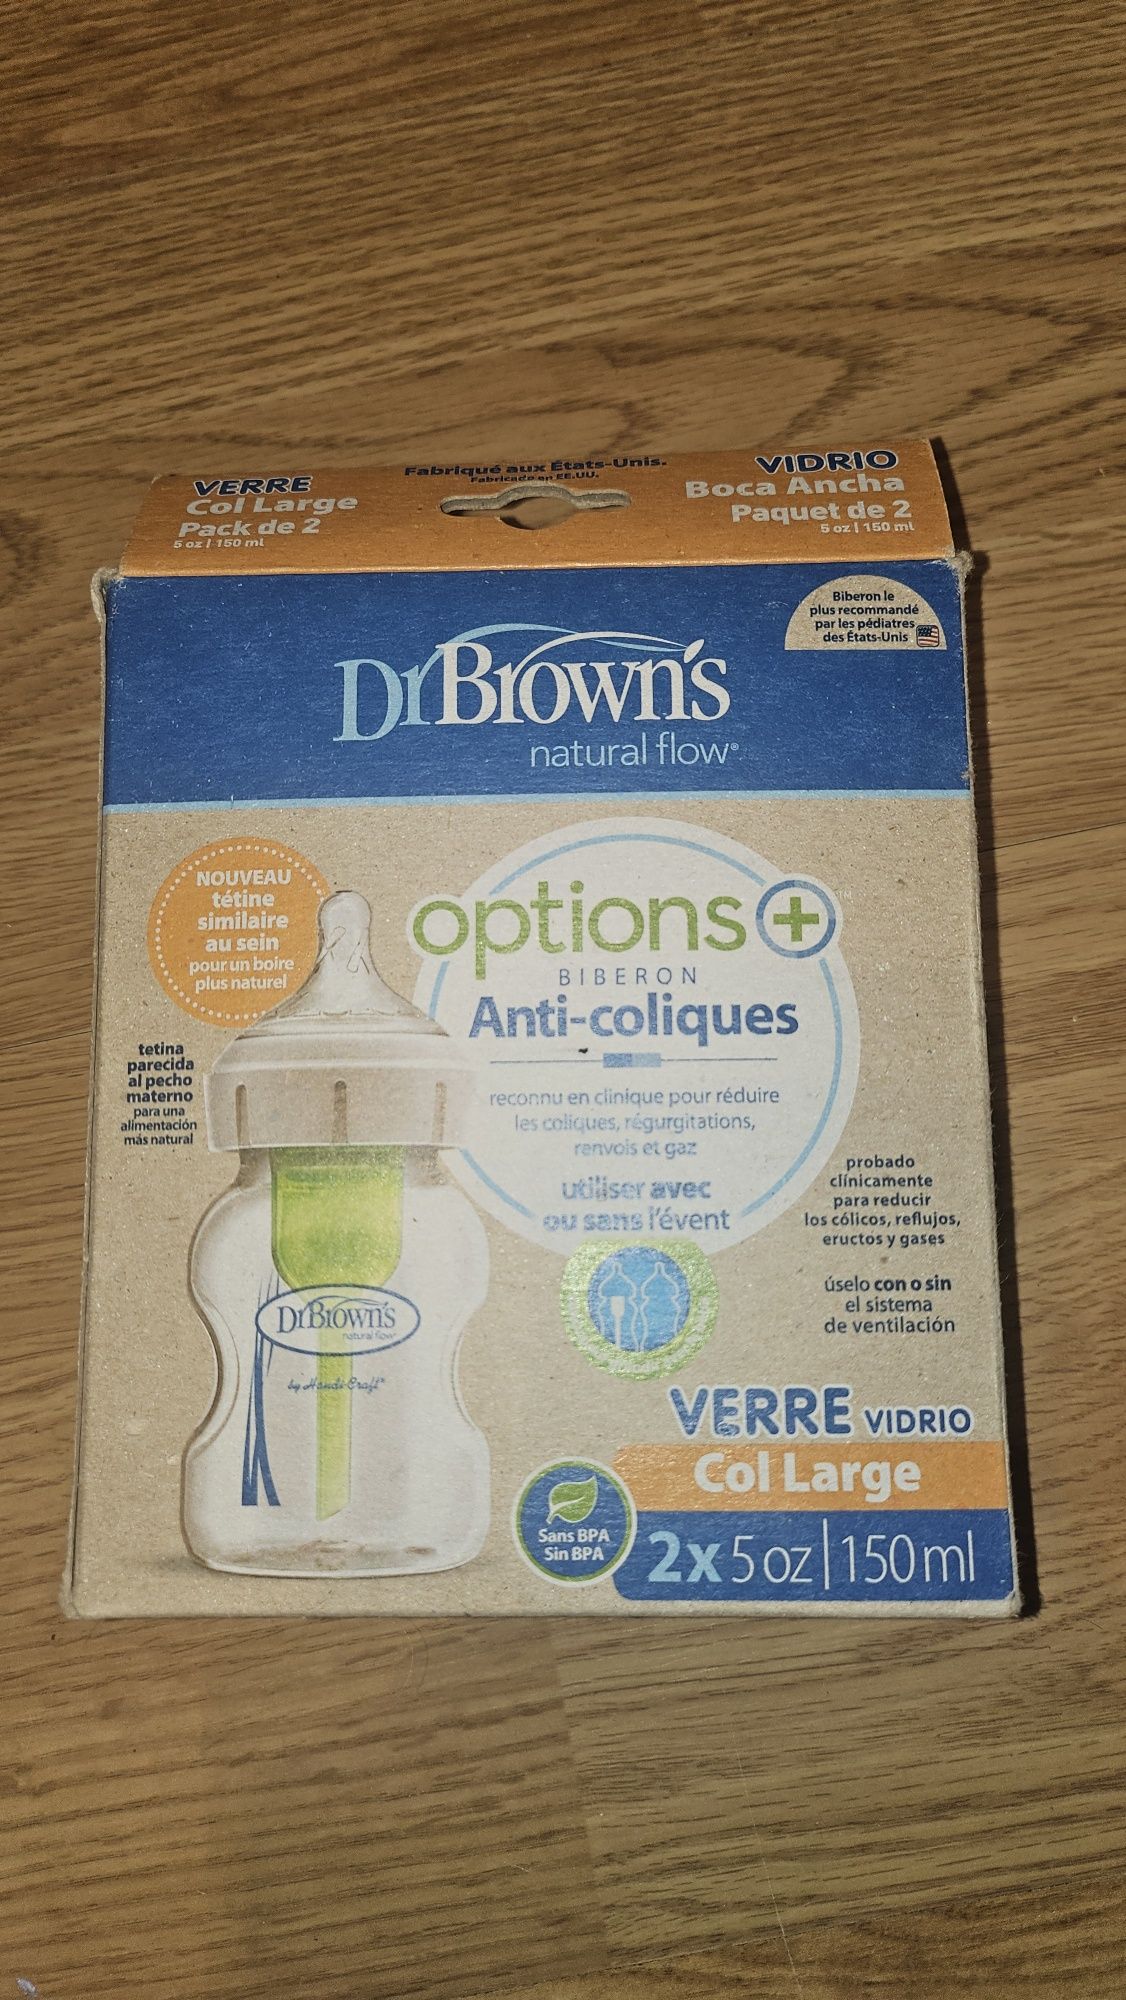 VERRE
Col Large
Pack de 2
5 oz | 150 ml
Fabriqué aux États-Unis.
Fabricado en EE.UU.
VIDRIO
Boca Ancha
Paquet de 2
5 oz | 150 ml
Biberon le
plus recommandé
par les pédiatres
des États-Unis
Dr Brown's
natural flow®
NOUVEAU
tétine
similaire
au sein
pour un boire
plus naturel
tetina
parecida
al pecho
materno
para una
alimentación
más natural
options+™
BIBERON
Anti-coliques
reconnu en clinique pour réduire
les coliques, régurgitations,
renvois et gaz
utiliser avec
ou sans l'évent
probado
clínicamente
para reducir
los cólicos, reflujos,
eructos y gases
úselo con o sin
el sistema
de ventilación
Dr Brown's
natural flow®
by Handi-Craft®
VERRE VIDRIO
Col Large
Sans BPA
Sin BPA
2x 5 oz | 150 ml